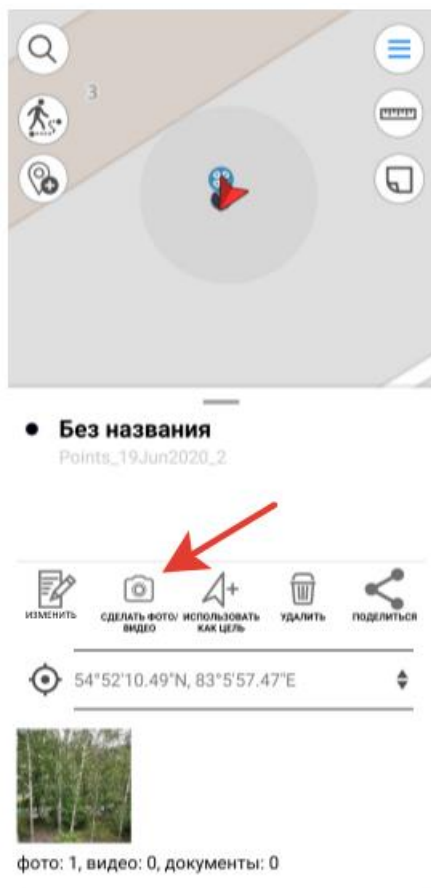 3
Без названия
Points_19Jun2020_2
ИЗМЕНИТЬ
СДЕЛАТЬ ФОТО/
ВИДЕО
ИСПОЛЬЗОВАТЬ
КАК ЦЕЛЬ
УДАЛИТЬ
ПОДЕЛИТЬСЯ
54°52'10.49"N, 83°5'57.47"E
фото: 1, видео: 0, документы: 0